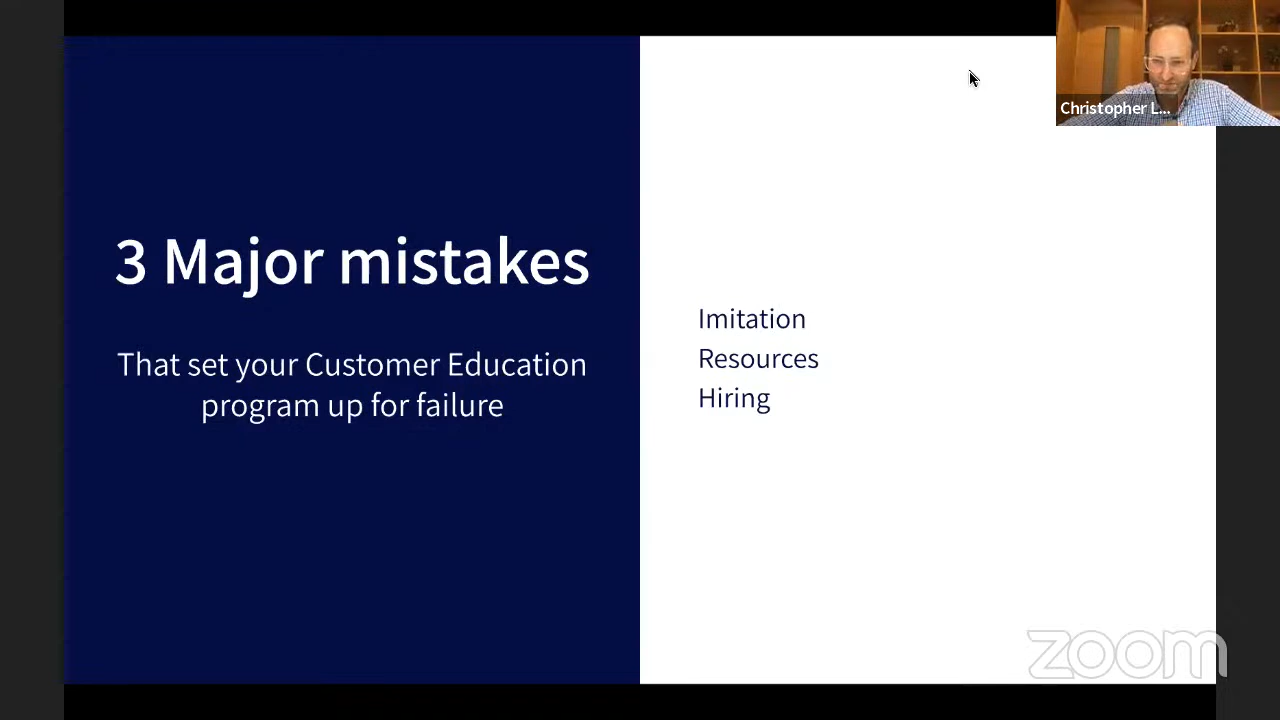 3 Major mistakes
That set your Customer Education
program up for failure
Imitation
Resources
Hiring
Christopher L...
zoom